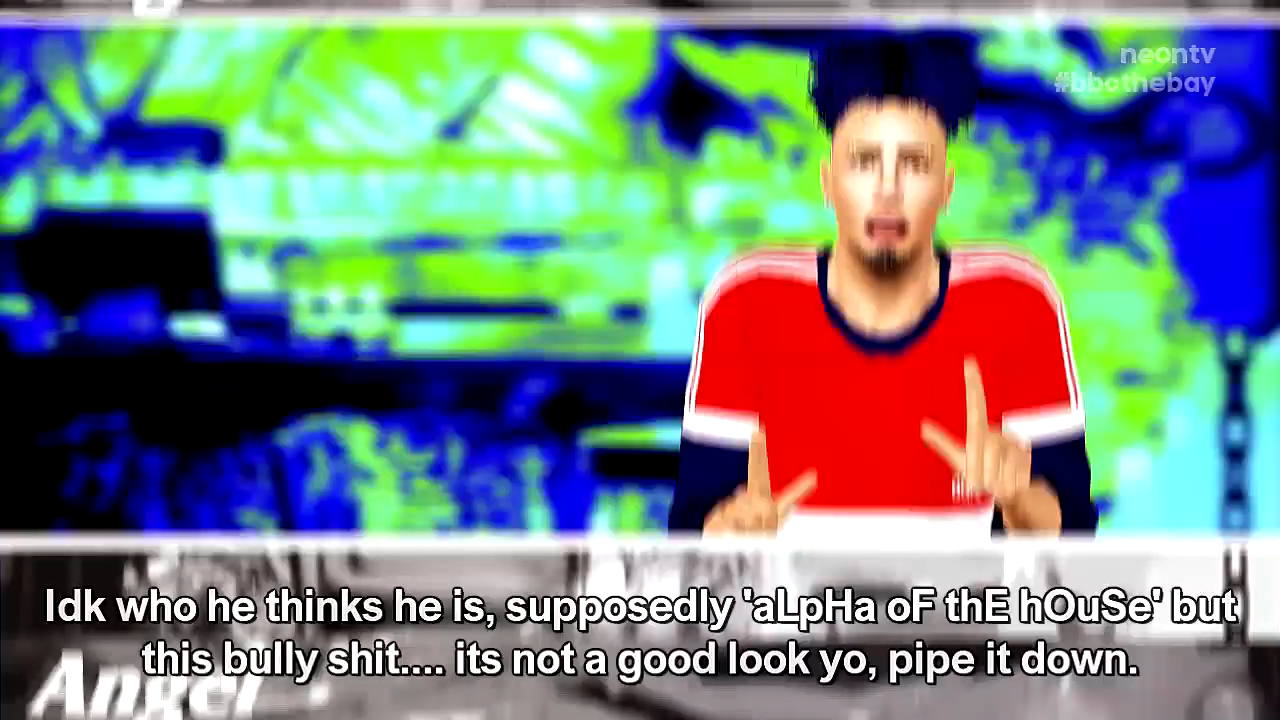 neontv
#bbothebay
Idk who he thinks he is, supposedly 'aLpHa oF thE hOuSe' but
this bully shit.... its not a good look yo, pipe it down.